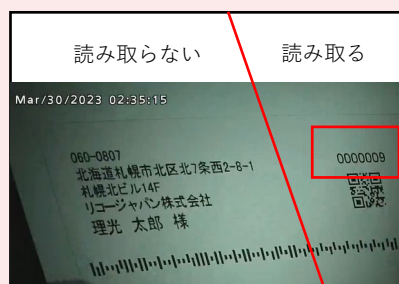 読み取らない
読み取る
Mar/30/2023 02:35:15
060-0807
北海道札幌市北区北7条西2-8-1
札幌北ビル14F
リコージャパン株式会社
理光 太郎 様
0000009